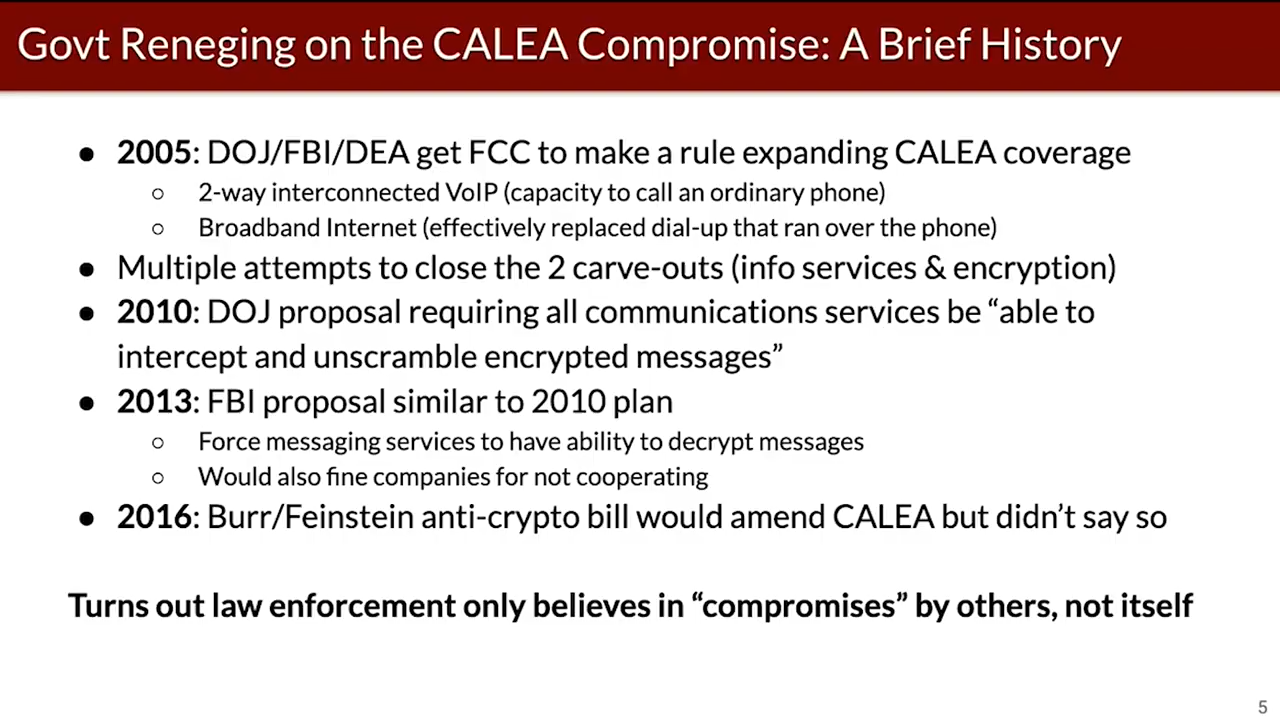 Govt Reneging on the CALEA Compromise: A Brief History
● 2005: DOJ/FBI/DEA get FCC to make a rule expanding CALEA coverage
○ 2-way interconnected VoIP (capacity to call an ordinary phone)
○ Broadband Internet (effectively replaced dial-up that ran over the phone)
● Multiple attempts to close the 2 carve-outs (info services & encryption)
● 2010: DOJ proposal requiring all communications services be “able to
intercept and unscramble encrypted messages”
● 2013: FBI proposal similar to 2010 plan
○ Force messaging services to have ability to decrypt messages
○ Would also fine companies for not cooperating
● 2016: Burr/Feinstein anti-crypto bill would amend CALEA but didn’t say so
Turns out law enforcement only believes in “compromises” by others, not itself
5